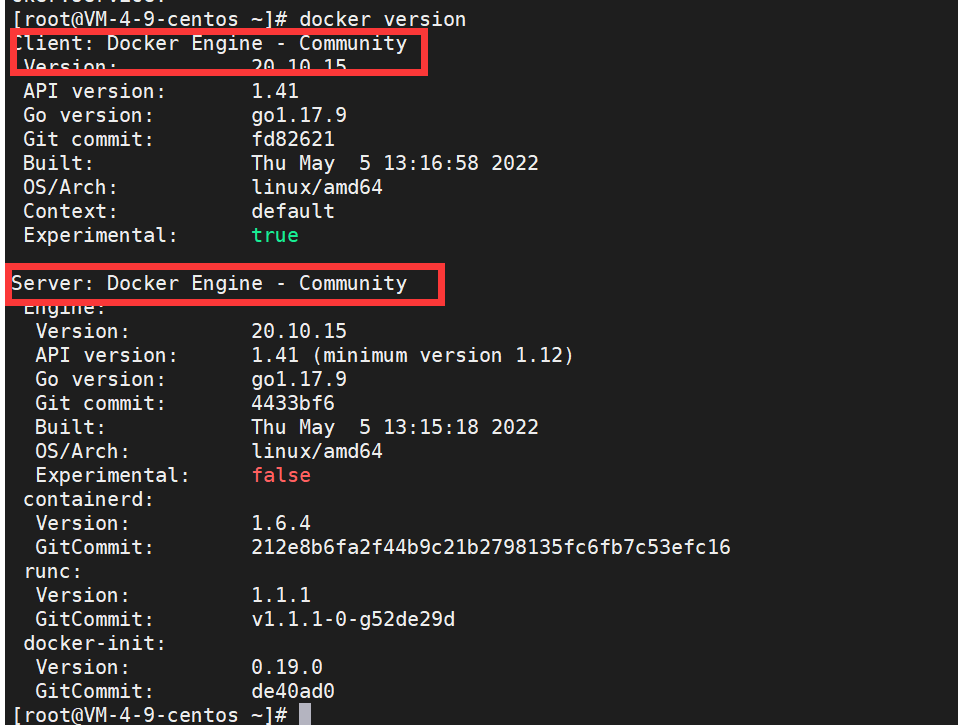 [root@VM-4-9-centos ~]# docker version
Client: Docker Engine - Community
Version: 20.10.15
API version: 1.41
Go version: go1.17.9
Git commit: fd82621
Built: Thu May  5 13:16:58 2022
OS/Arch: linux/amd64
Context: default
Experimental: true
Server: Docker Engine - Community
Engine:
Version: 20.10.15
API version: 1.41 (minimum version 1.12)
Go version: go1.17.9
Git commit: 4433bf6
Built: Thu May  5 13:15:18 2022
OS/Arch: linux/amd64
Experimental: false
containerd:
Version: 1.6.4
GitCommit: 212e8b6fa2f44b9c21b2798135fc6fb7c53efc16
runc:
Version: 1.1.1
GitCommit: v1.1.1-0-g52de29d
docker-init:
Version: 0.19.0
GitCommit: de40ad0
[root@VM-4-9-centos ~]#